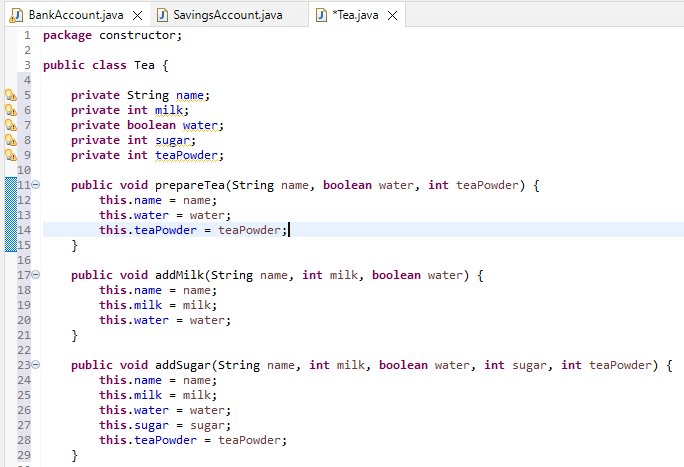 BankAccount.java SavingsAccount.java *Tea.java
1 package constructor;
2
3 public class Tea {
4
5     private String name;
6     private int milk;
7     private boolean water;
8     private int sugar;
9     private int teaPowder;
10
11     public void prepareTea(String name, boolean water, int teaPowder) {
12         this.name = name;
13         this.water = water;
14         this.teaPowder = teaPowder;
15     }
16
17     public void addMilk(String name, int milk, boolean water) {
18         this.name = name;
19         this.milk = milk;
20         this.water = water;
21     }
22
23     public void addSugar(String name, int milk, boolean water, int sugar, int teaPowder) {
24         this.name = name;
25         this.milk = milk;
26         this.water = water;
27         this.sugar = sugar;
28         this.teaPowder = teaPowder;
29     }